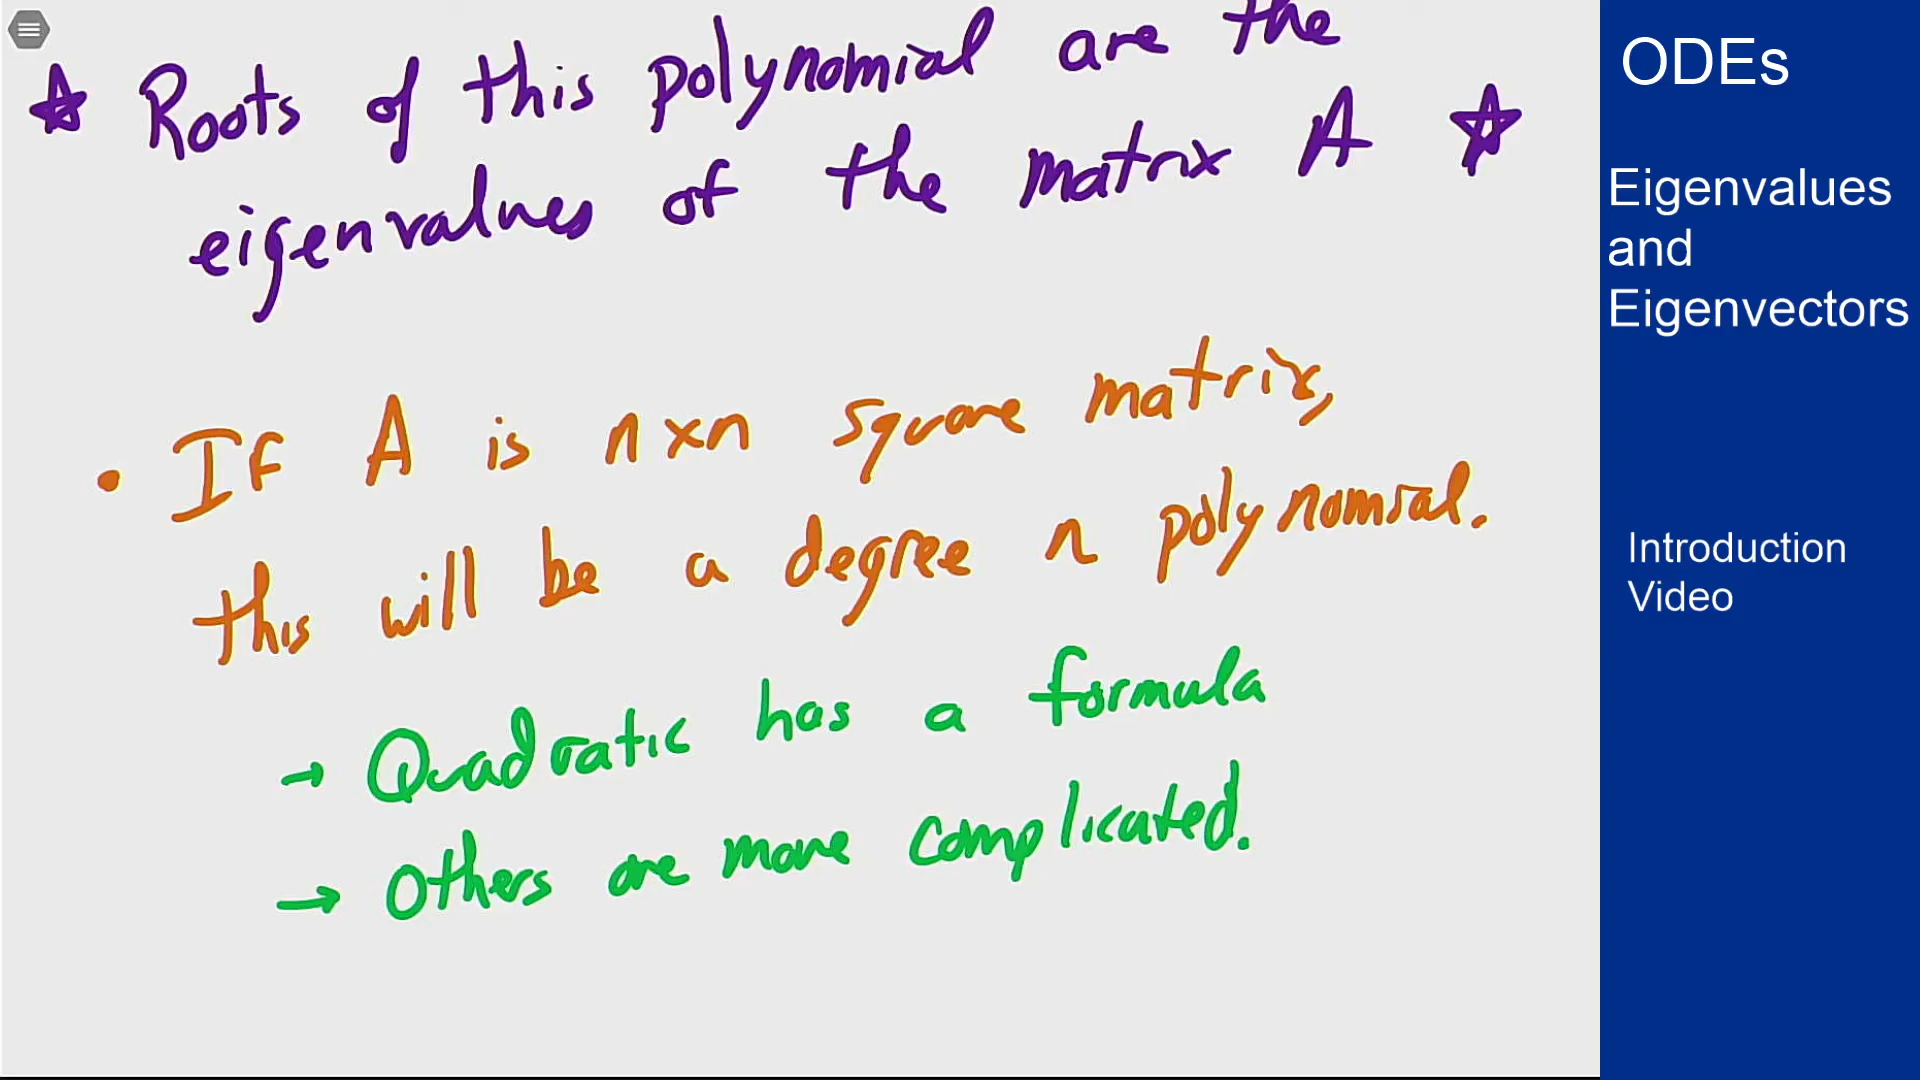 ☆ Roots of this polynomial are the
eigenvalues of the matrix A ☆
• If A is n×n square matrix,
this will be a degree n polynomial.
→ Quadratic has a formula
→ Others are more complicated.
ODEs
Eigenvalues
and
Eigenvectors
Introduction
Video